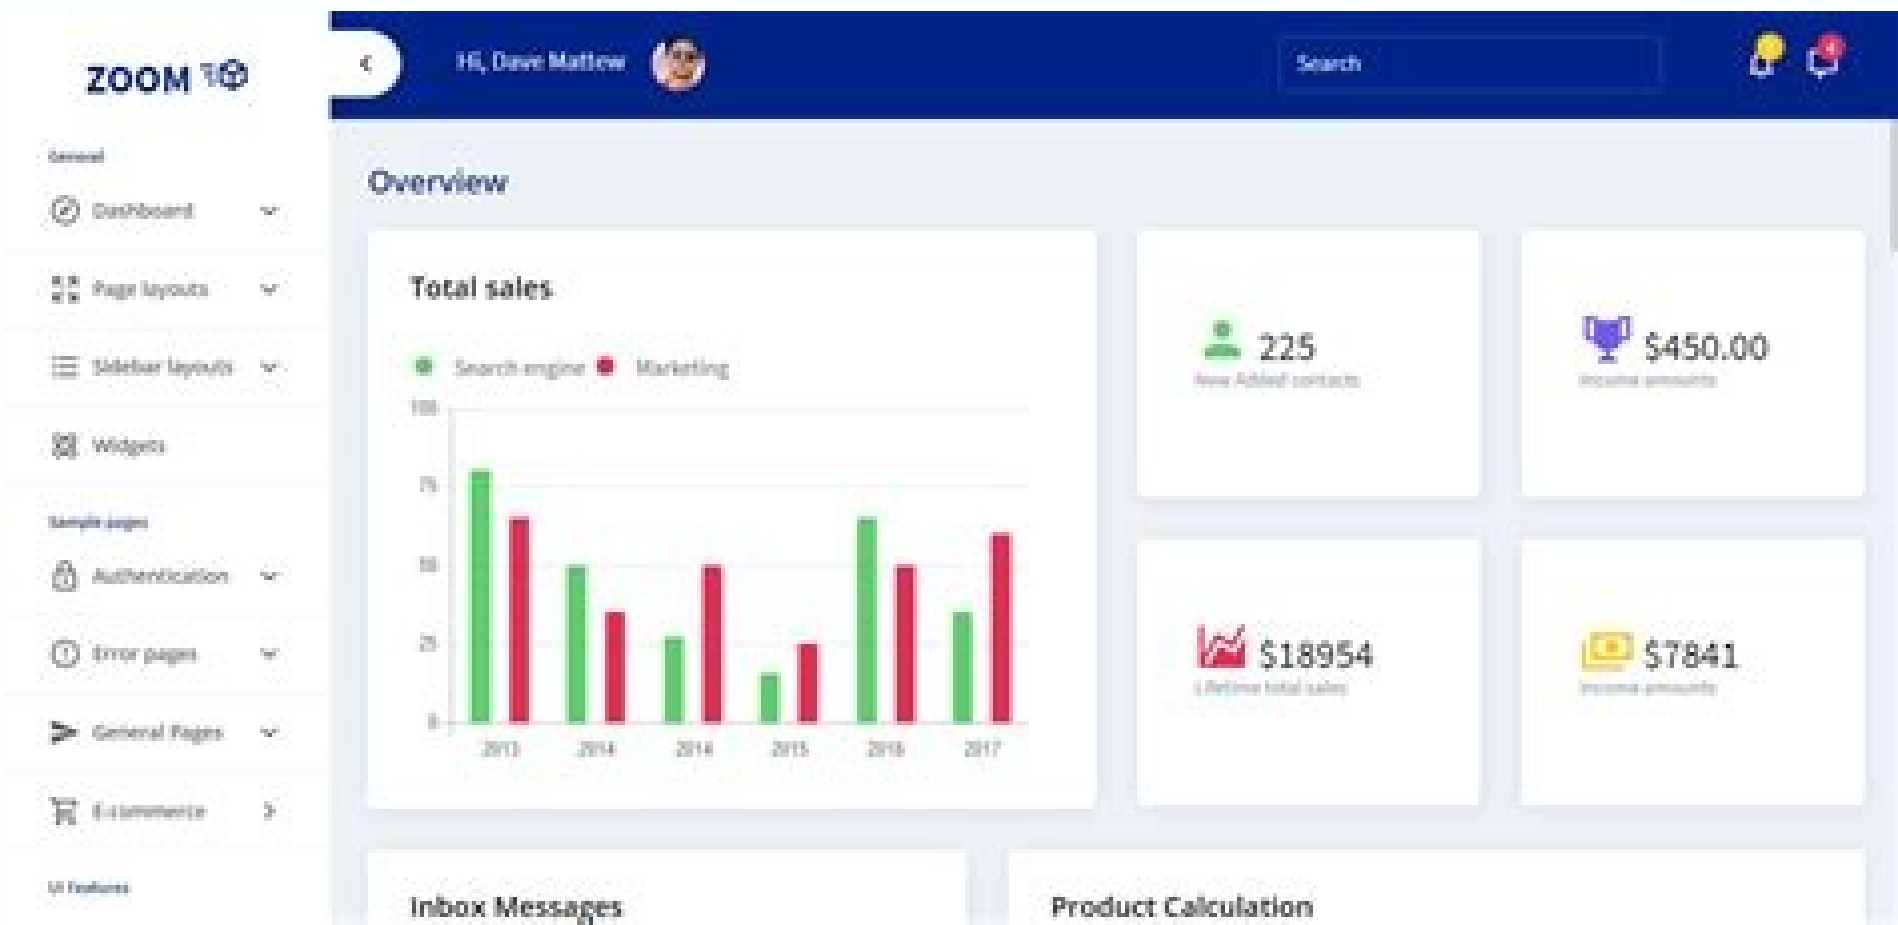 ZOOM
General
Dashboard
Page layouts
Sidebar layouts
Widgets
Sample pages
Authentication
Error pages
General Pages
E-commerce
UI Features
Hi, Dave Mattew
Search
4
Overview
Total sales
Search engine Marketing
100
75
50
25
0
2013 2014 2014 2015 2016 2017
225
New Added contacts
$450.00
Income amounts
$18954
Lifetime total sales
$7841
Income amounts
Inbox Messages
Product Calculation